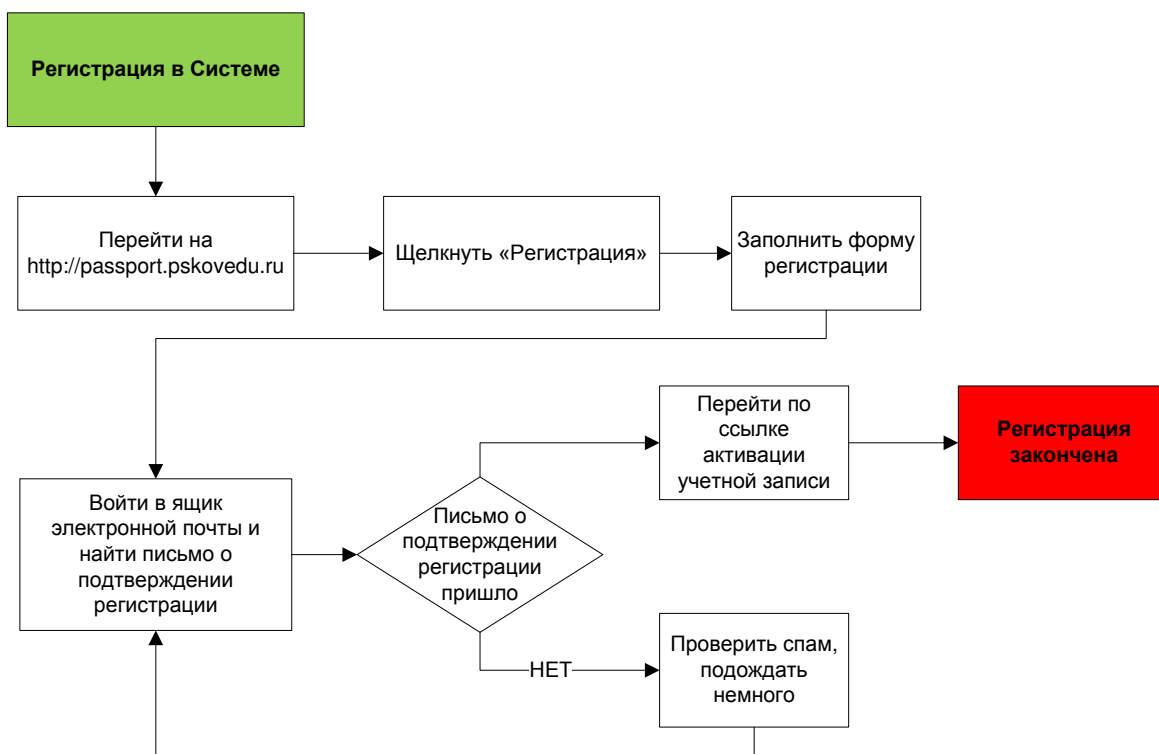 Регистрация в Системе
Перейти на
http://passport.pskovedu.ru
Щелкнуть «Регистрация»
Заполнить форму
регистрации
Войти в ящик
электронной почты и
найти письмо о
подтверждении
регистрации
Письмо о
подтверждении
регистрации
пришло
Перейти по
ссылке
активации
учетной записи
Регистрация
закончена
НЕТ
Проверить спам,
подождать
немного